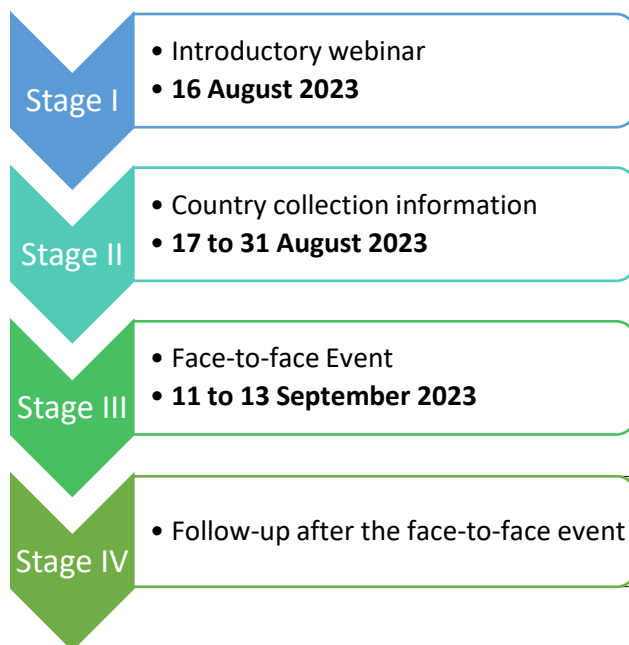 Stage I
• Introductory webinar
• 16 August 2023
Stage II
• Country collection information
• 17 to 31 August 2023
Stage III
• Face-to-face Event
• 11 to 13 September 2023
Stage IV
• Follow-up after the face-to-face event